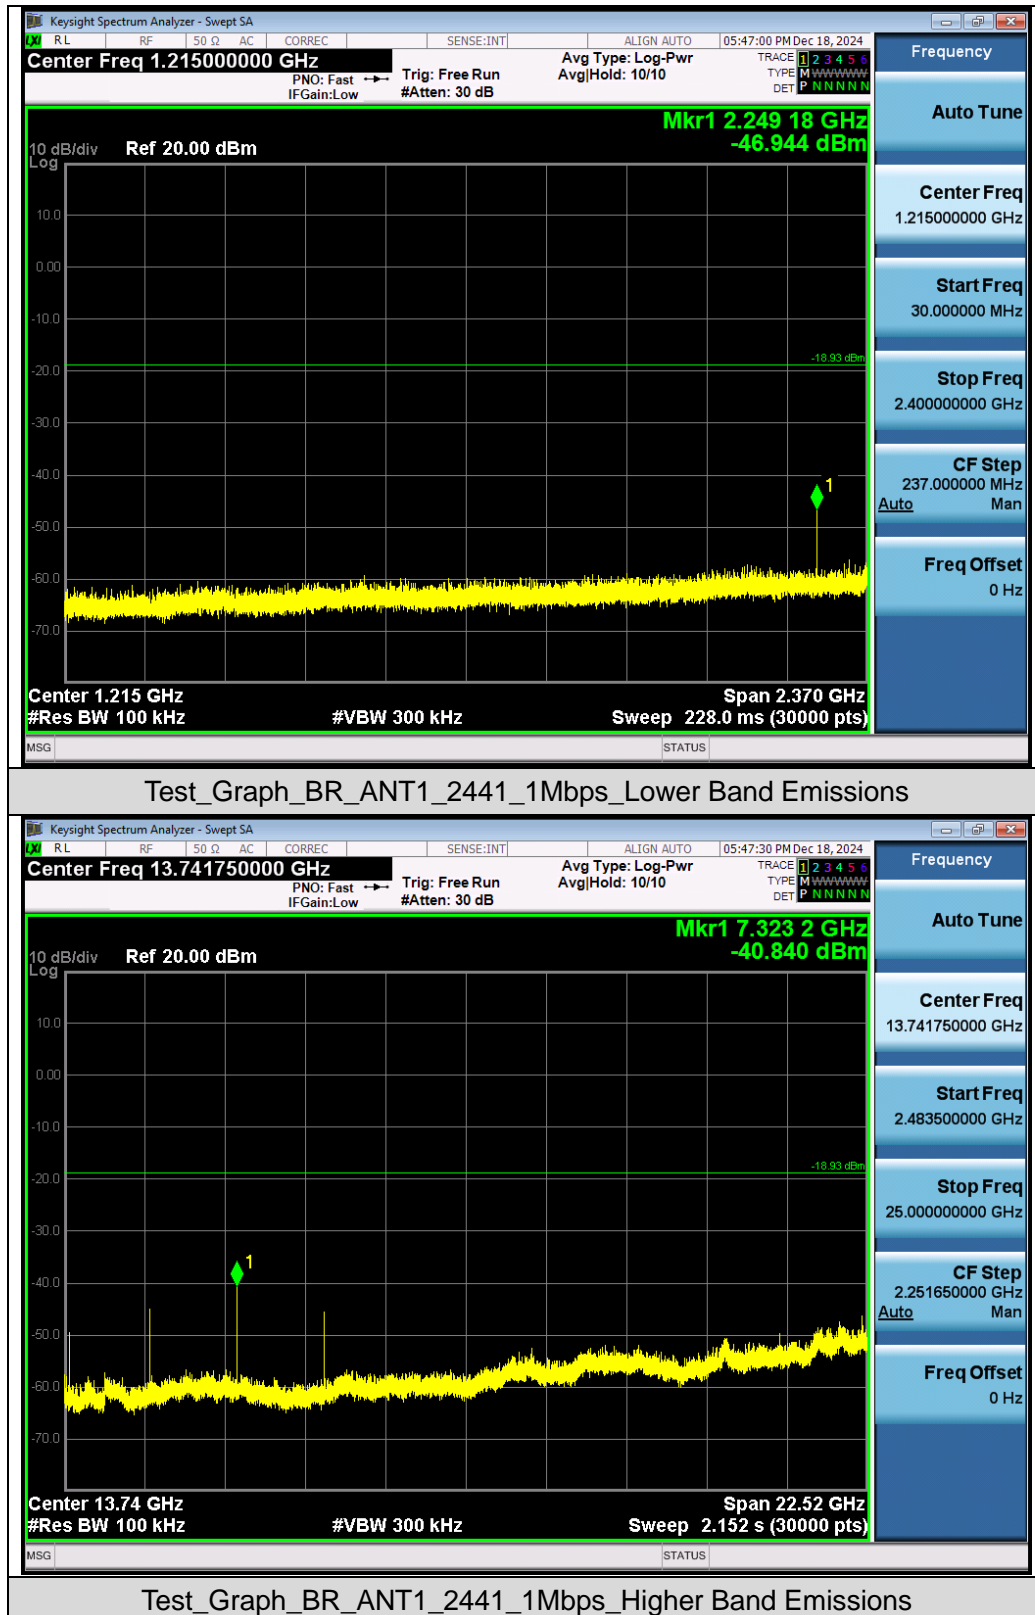 Keysight Spectrum Analyzer - Swept SA
LXI RL RF 50 Ω AC CORREC SENSE:INT ALIGN AUTO 05:47:00 PM Dec 18, 2024
Center Freq 1.215000000 GHz
PNO: Fast
IFGain:Low
Trig: Free Run
#Atten: 30 dB
Avg Type: Log-Pwr
Avg|Hold: 10/10
TRACE 1 2 3 4 5 6
TYPE M WWWWW
DET P N N N N N
Mkr1 2.249 18 GHz
-46.944 dBm
10 dB/div Ref 20.00 dBm
Log
10.0
0.00
-10.0
-18.93 dBm
-20.0
-30.0
-40.0
1
-50.0
-60.0
-70.0
Center 1.215 GHz Span 2.370 GHz
#Res BW 100 kHz #VBW 300 kHz Sweep 228.0 ms (30000 pts)
MSG STATUS
Frequency
Auto Tune
Center Freq
1.215000000 GHz
Start Freq
30.000000 MHz
Stop Freq
2.400000000 GHz
CF Step
237.000000 MHz
Auto Man
Freq Offset
0 Hz
Test_Graph_BR_ANT1_2441_1Mbps_Lower Band Emissions
Keysight Spectrum Analyzer - Swept SA
LXI RL RF 50 Ω AC CORREC SENSE:INT ALIGN AUTO 05:47:30 PM Dec 18, 2024
Center Freq 13.741750000 GHz
PNO: Fast
IFGain:Low
Trig: Free Run
#Atten: 30 dB
Avg Type: Log-Pwr
Avg|Hold: 10/10
TRACE 1 2 3 4 5 6
TYPE M WWWWW
DET P N N N N N
Mkr1 7.323 2 GHz
-40.840 dBm
10 dB/div Ref 20.00 dBm
Log
10.0
0.00
-10.0
-18.93 dBm
-20.0
-30.0
1
-40.0
-50.0
-60.0
-70.0
Center 13.74 GHz Span 22.52 GHz
#Res BW 100 kHz #VBW 300 kHz Sweep 2.152 s (30000 pts)
MSG STATUS
Frequency
Auto Tune
Center Freq
13.741750000 GHz
Start Freq
2.483500000 GHz
Stop Freq
25.000000000 GHz
CF Step
2.251650000 GHz
Auto Man
Freq Offset
0 Hz
Test_Graph_BR_ANT1_2441_1Mbps_Higher Band Emissions